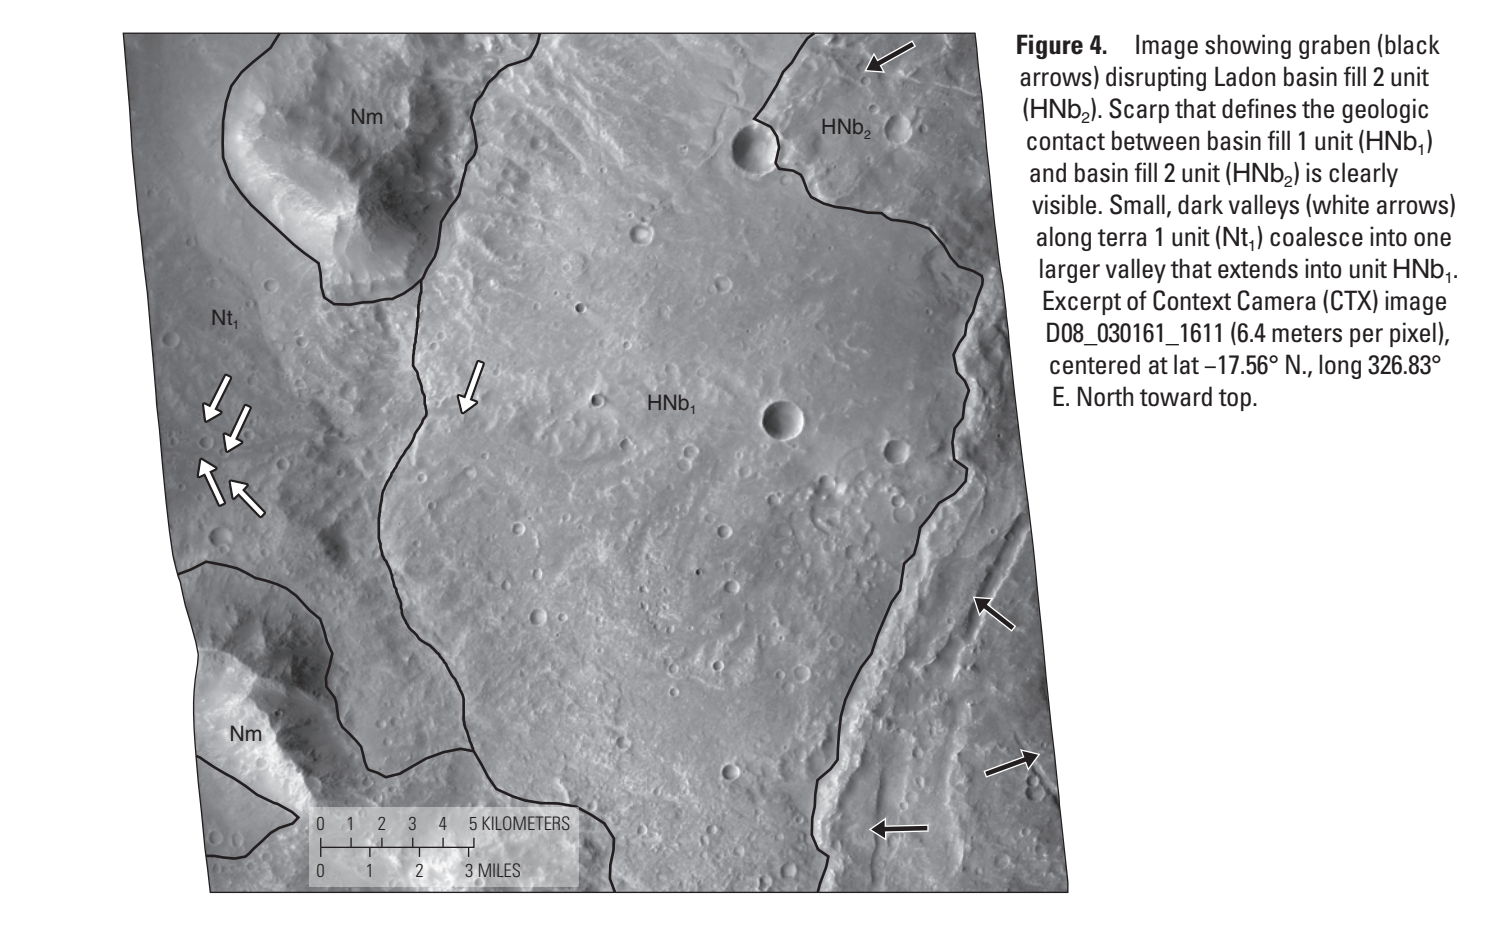 Figure 4. Image showing graben (black
arrows) disrupting Ladon basin fill 2 unit
(HNb₂). Scarp that defines the geologic
contact between basin fill 1 unit (HNb₁)
and basin fill 2 unit (HNb₂) is clearly
visible. Small, dark valleys (white arrows)
along terra 1 unit (Nt₁) coalesce into one
larger valley that extends into unit HNb₁.
Excerpt of Context Camera (CTX) image
D08_030161_1611 (6.4 meters per pixel),
centered at lat –17.56° N., long 326.83°
E. North toward top.
Nm
HNb₂
Nt₁
HNb₁
Nm
0 1 2 3 4 5 KILOMETERS
0 1 2 3 MILES